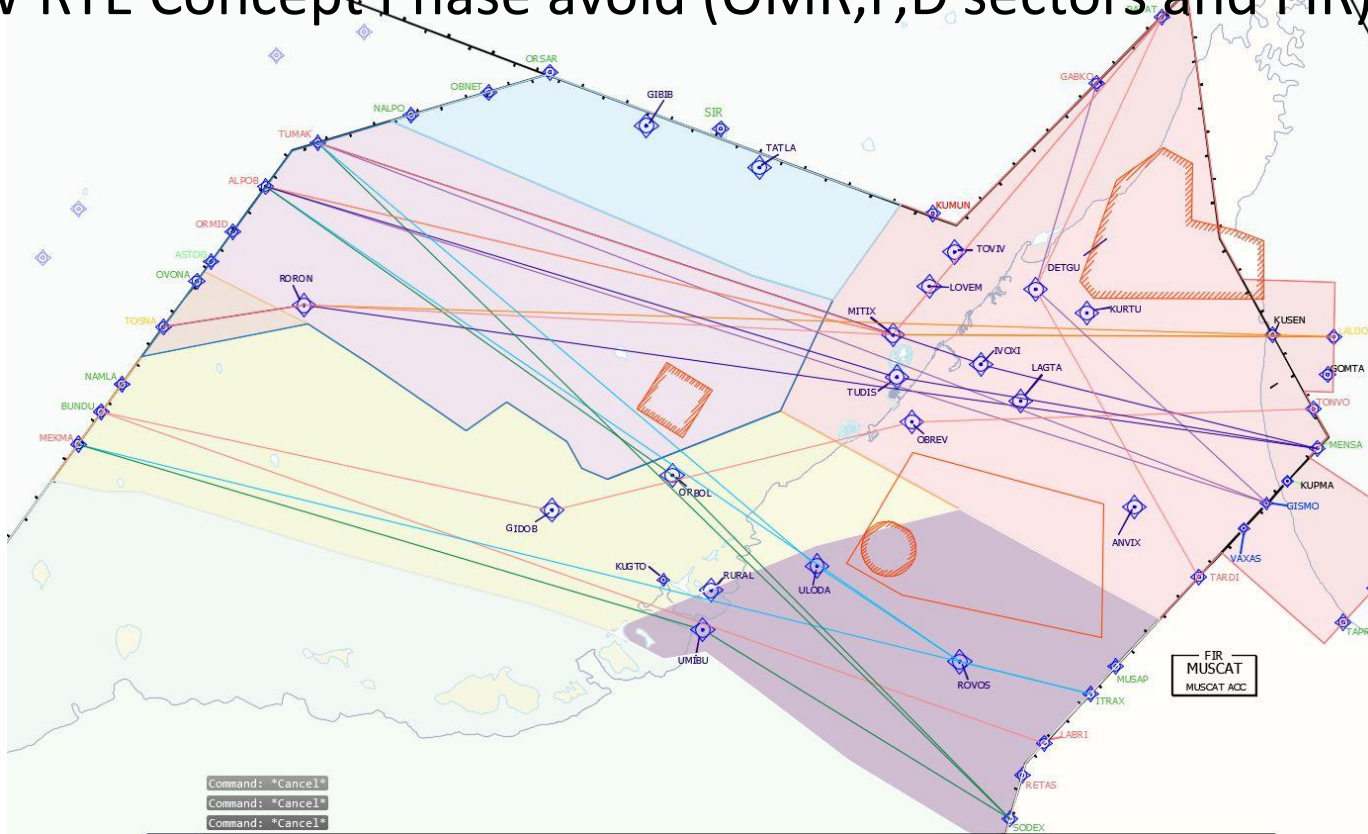 RTE Concept Phase avoid (OMR,F,D sectors and FIR)
ORSAR
GABKO
OBNET
GIBIB
NALPO
SIR
TUMAK
TATLA
ALPOB
KUMUN
ORMID
TOVIV
ASTOG
DETGU
OVONA
RORON
LOVEM
MITIX
KURTU
TOSNA
KUSEN
LALDO
IVOXI
LAGTA
GOMTA
NAMLA
TUDIS
BUNDU
TONVO
MEKMA
OBREV
MENSA
KUPMA
ORBOL
GISMO
GIDOB
ANVIX
VAXAS
KUGTO
RURAL
TARDI
ULODA
TAPR
FIR
MUSCAT
MUSCAT ACC
UMIBU
ROVOS
MUSAP
ITRAX
LABRI
Command: *Cancel*
RETAS
Command: *Cancel*
Command: *Cancel*
SODEX